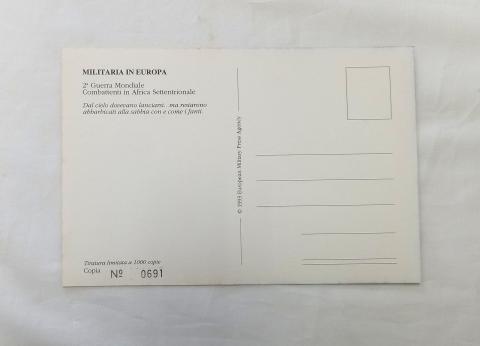 MILITARIA IN EUROPA
2ª Guerra Mondiale
Combattenti in Africa Settentrionale
Dal cielo dovevano lanciarsi.. ma restarono
abbarbicati alla sabbia con e come i fanti.
© 1993 European Military Press Agency
Tiratura limitata a 1000 copie
Copia Nº 0691